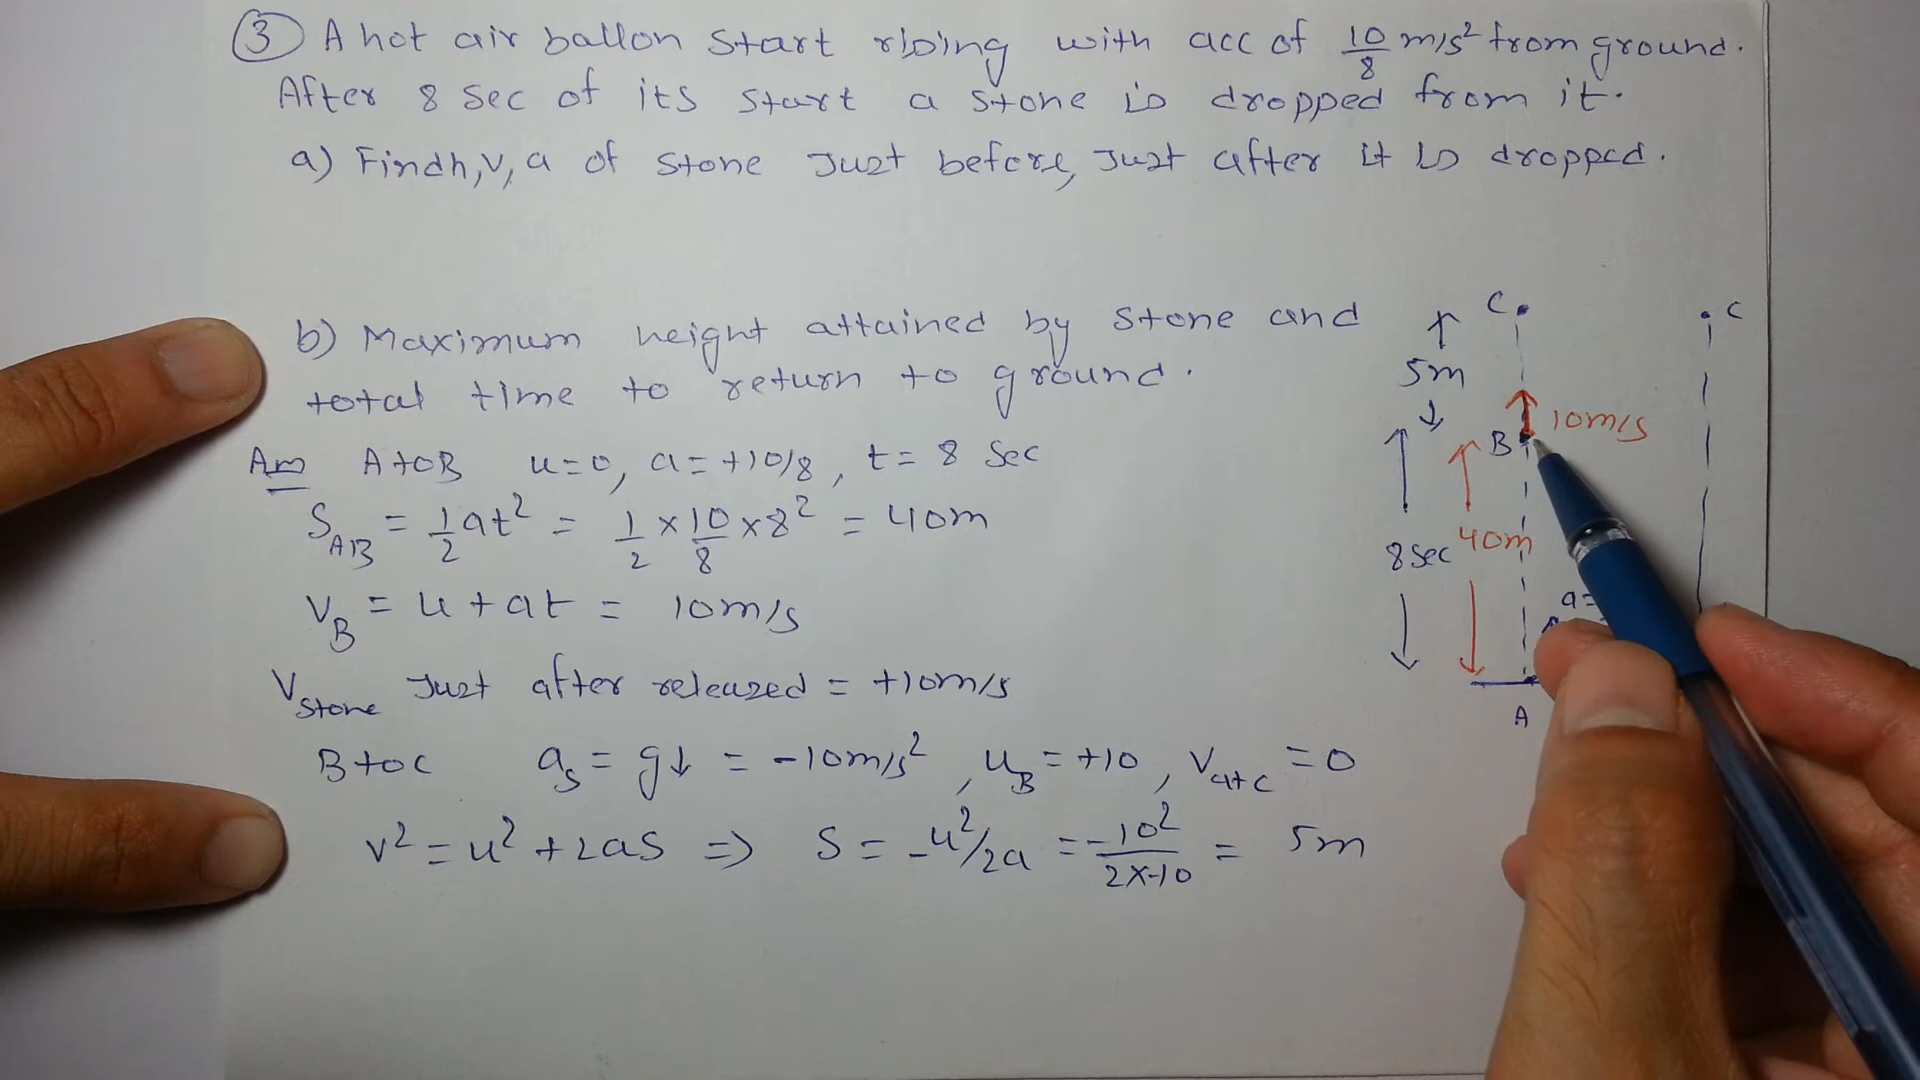 3 A hot air ballon start rising with acc of 10/8 m/s² from ground.
After 8 sec of its start a stone is dropped from it.
a) Find h, v, a of stone Just before, Just after it is dropped.
b) Maximum height attained by stone and
total time to return to ground.
Ans A to B u=0, a=+10/8, t= 8 sec
S_AB = 1/2 at² = 1/2 × 10/8 × 8² = 40m
V_B = u + at = 10m/s
V_stone Just after released = +10m/s
B to C a_s = g↓ = -10m/s², u_B = +10, V_at c = 0
v² = u² + 2as => S = -u²/2a = -10²/2×-10 = 5m
C
C
5m
10m/s
B
8 sec
40m
a=
A